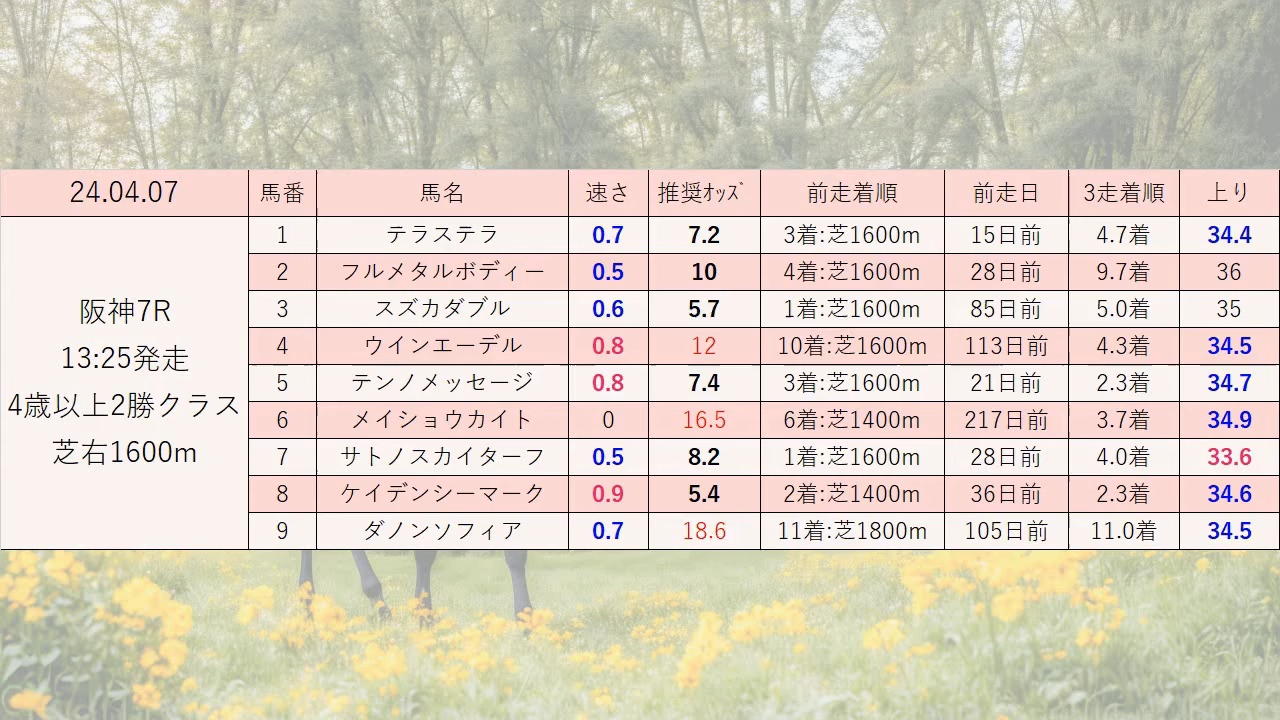 24.04.07 馬番 馬名 速さ 推奨ｵｯｽﾞ 前走着順 前走日 3走着順 上り
阪神7R
13:25発走
4歳以上2勝クラス
芝右1600m
1 テラステラ 0.7 7.2 3着:芝1600m 15日前 4.7着 34.4
2 フルメタルボディー 0.5 10 4着:芝1600m 28日前 9.7着 36
3 スズカダブル 0.6 5.7 1着:芝1600m 85日前 5.0着 35
4 ウインエーデル 0.8 12 10着:芝1600m 113日前 4.3着 34.5
5 テンノメッセージ 0.8 7.4 3着:芝1600m 21日前 2.3着 34.7
6 メイショウカイト 0 16.5 6着:芝1400m 217日前 3.7着 34.9
7 サトノスカイターフ 0.5 8.2 1着:芝1600m 28日前 4.0着 33.6
8 ケイデンシーマーク 0.9 5.4 2着:芝1400m 36日前 2.3着 34.6
9 ダノンソフィア 0.7 18.6 11着:芝1800m 105日前 11.0着 34.5